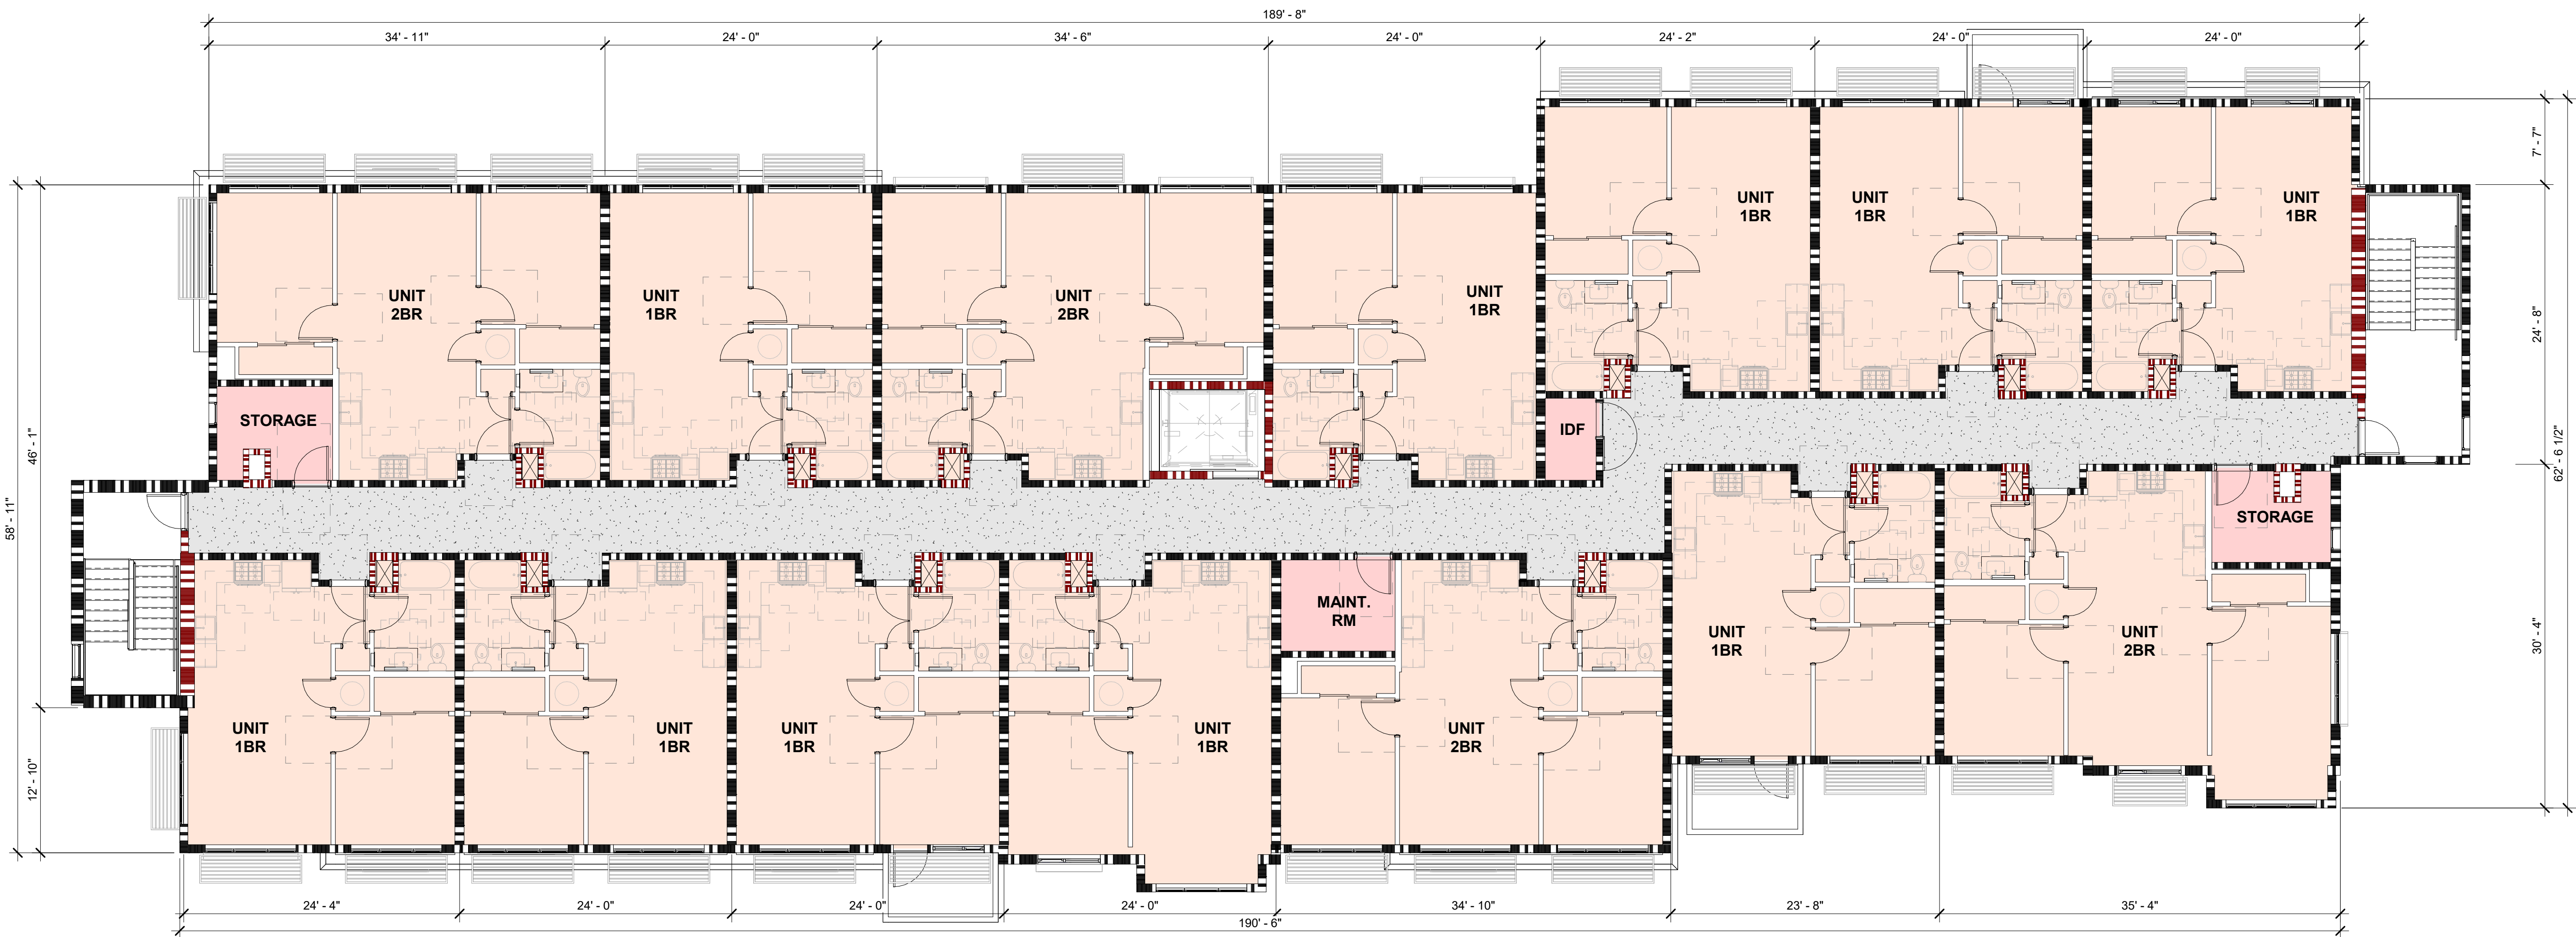 189' - 8"
34' - 11"
24' - 0"
34' - 6"
24' - 0"
24' - 2"
24' - 0"
24' - 0"
7' - 7"
24' - 8"
62' - 6 1/2"
30' - 4"
58' - 11"
46' - 1"
12' - 10"
UNIT
1BR
UNIT
1BR
UNIT
1BR
UNIT
2BR
UNIT
1BR
UNIT
2BR
UNIT
1BR
STORAGE
IDF
STORAGE
MAINT.
RM
UNIT
1BR
UNIT
2BR
UNIT
1BR
UNIT
1BR
UNIT
1BR
UNIT
1BR
UNIT
2BR
24' - 4"
24' - 0"
24' - 0"
24' - 0"
34' - 10"
23' - 8"
35' - 4"
190' - 6"